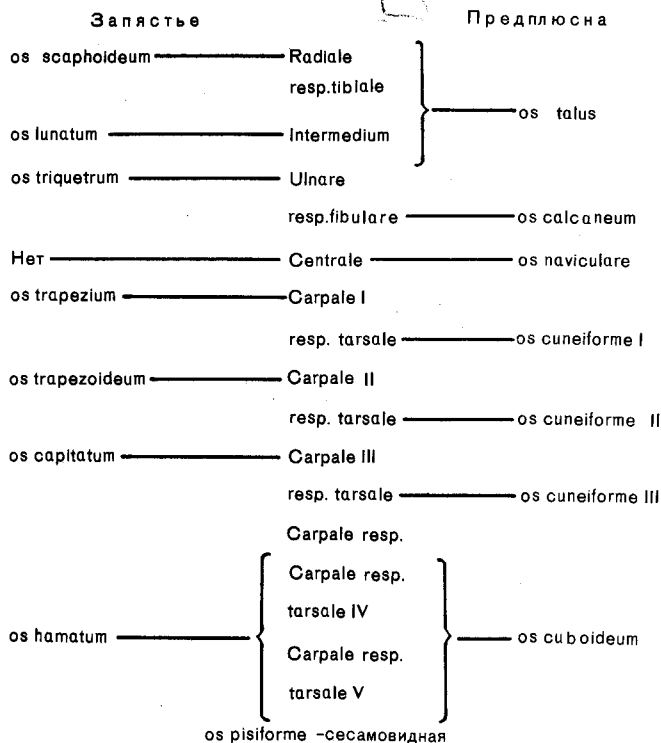 Запястье Предплюсна
os scaphoideum Radiale
resp.tibiale
os talus
os lunatum Intermedium
os triquetrum Ulnare
resp.fibulare os calcaneum
Нет Centrale os naviculare
os trapezium Carpale I
resp. tarsale os cuneiforme I
os trapezoideum Carpale II
resp. tarsale os cuneiforme II
os capitatum Carpale III
resp. tarsale os cuneiforme III
Carpale resp.
Carpale resp.
tarsale IV
os hamatum os cuboideum
Carpale resp.
tarsale V
os pisiforme -сесамовидная